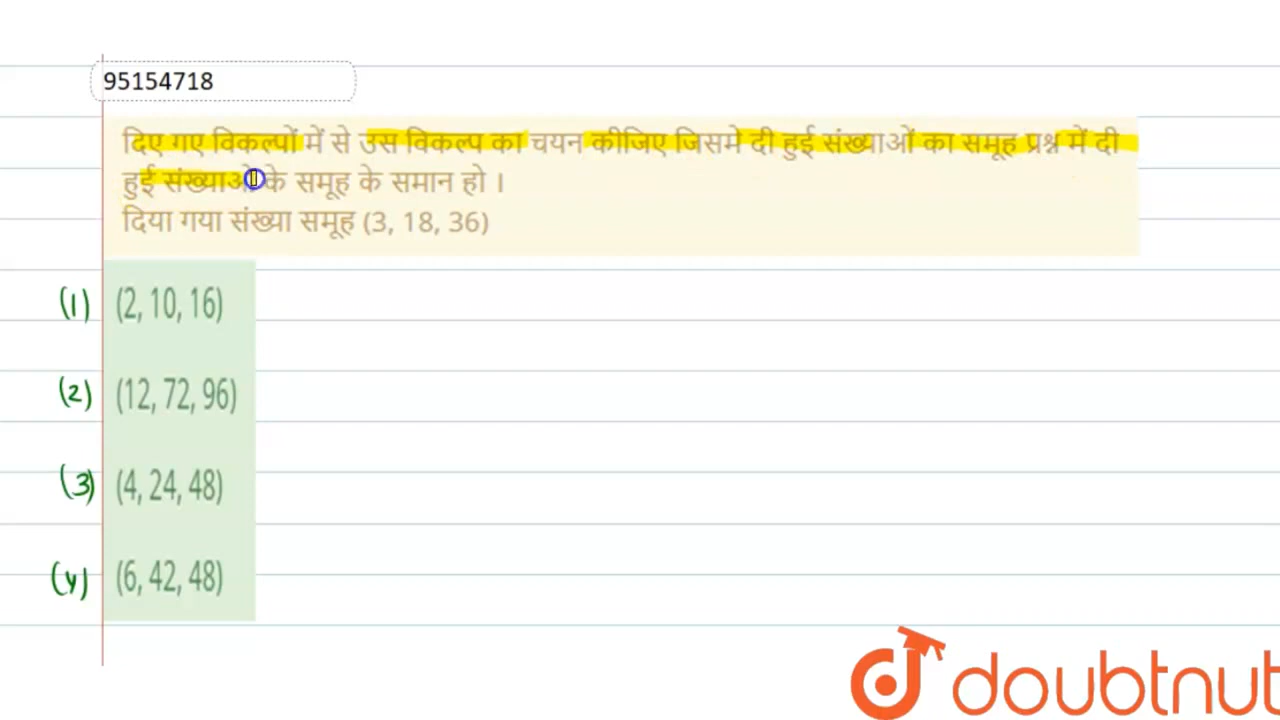 95154718
दिए गए विकल्पों में से उस विकल्प का चयन कीजिए जिसमें दी हुई संख्याओं का समूह प्रश्न में दी
हुई संख्याओं के समूह के समान हो ।
दिया गया संख्या समूह (3, 18, 36)
(1) (2, 10, 16)
(2) (12, 72, 96)
(3) (4, 24, 48)
(4) (6, 42, 48)
doubtnut